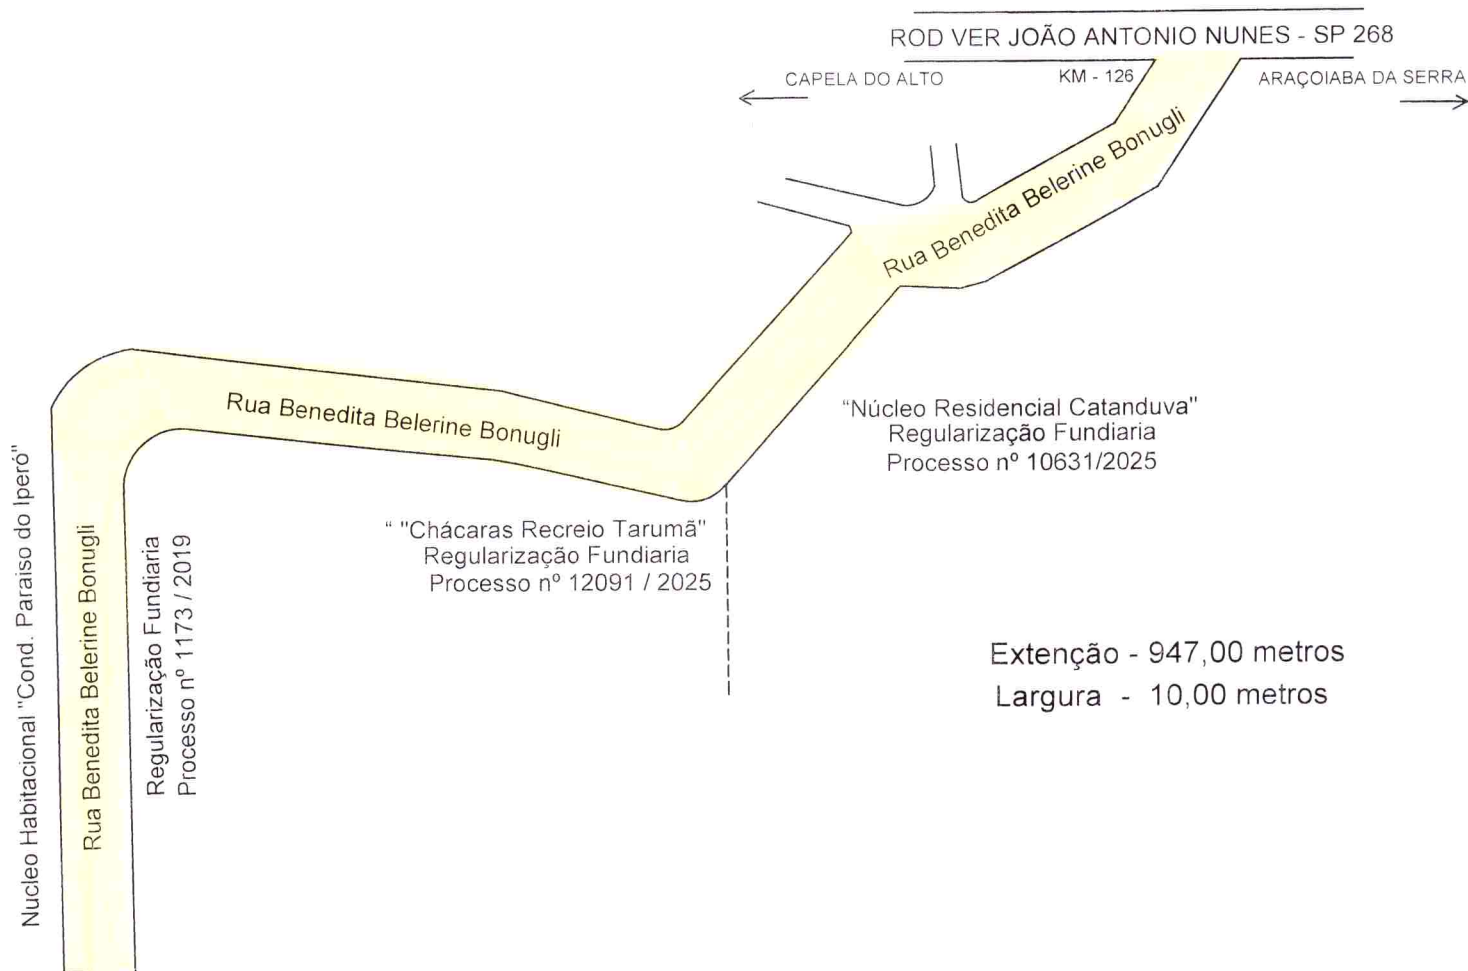 ROD VER JOÃO ANTONIO NUNES - SP 268
CAPELA DO ALTO
KM - 126
ARAÇOIABA DA SERRA
Rua Benedita Belerine Bonugli
Rua Benedita Belerine Bonugli
"Núcleo Residencial Catanduva"
Regularização Fundiaria
Processo nº 10631/2025
" "Chácaras Recreio Tarumã"
Regularização Fundiaria
Processo nº 12091 / 2025
Nucleo Habitacional "Cond. Paraiso do Iperó"
Rua Benedita Belerine Bonugli
Regularização Fundiaria
Processo nº 1173 / 2019
Extenção - 947,00 metros
Largura - 10,00 metros